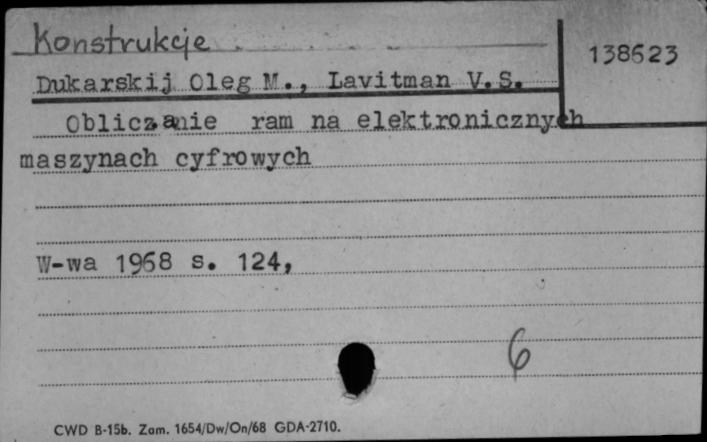 Konstrukcje
138623
Dukarskij Oleg M., Lavitman V.S.
Obliczanie ram na elektronicznych
maszynach cyfrowych
W-wa 1968 s. 124,
6
CWD B-15b. Zam. 1654/Dw/On/68 GDA-2710.